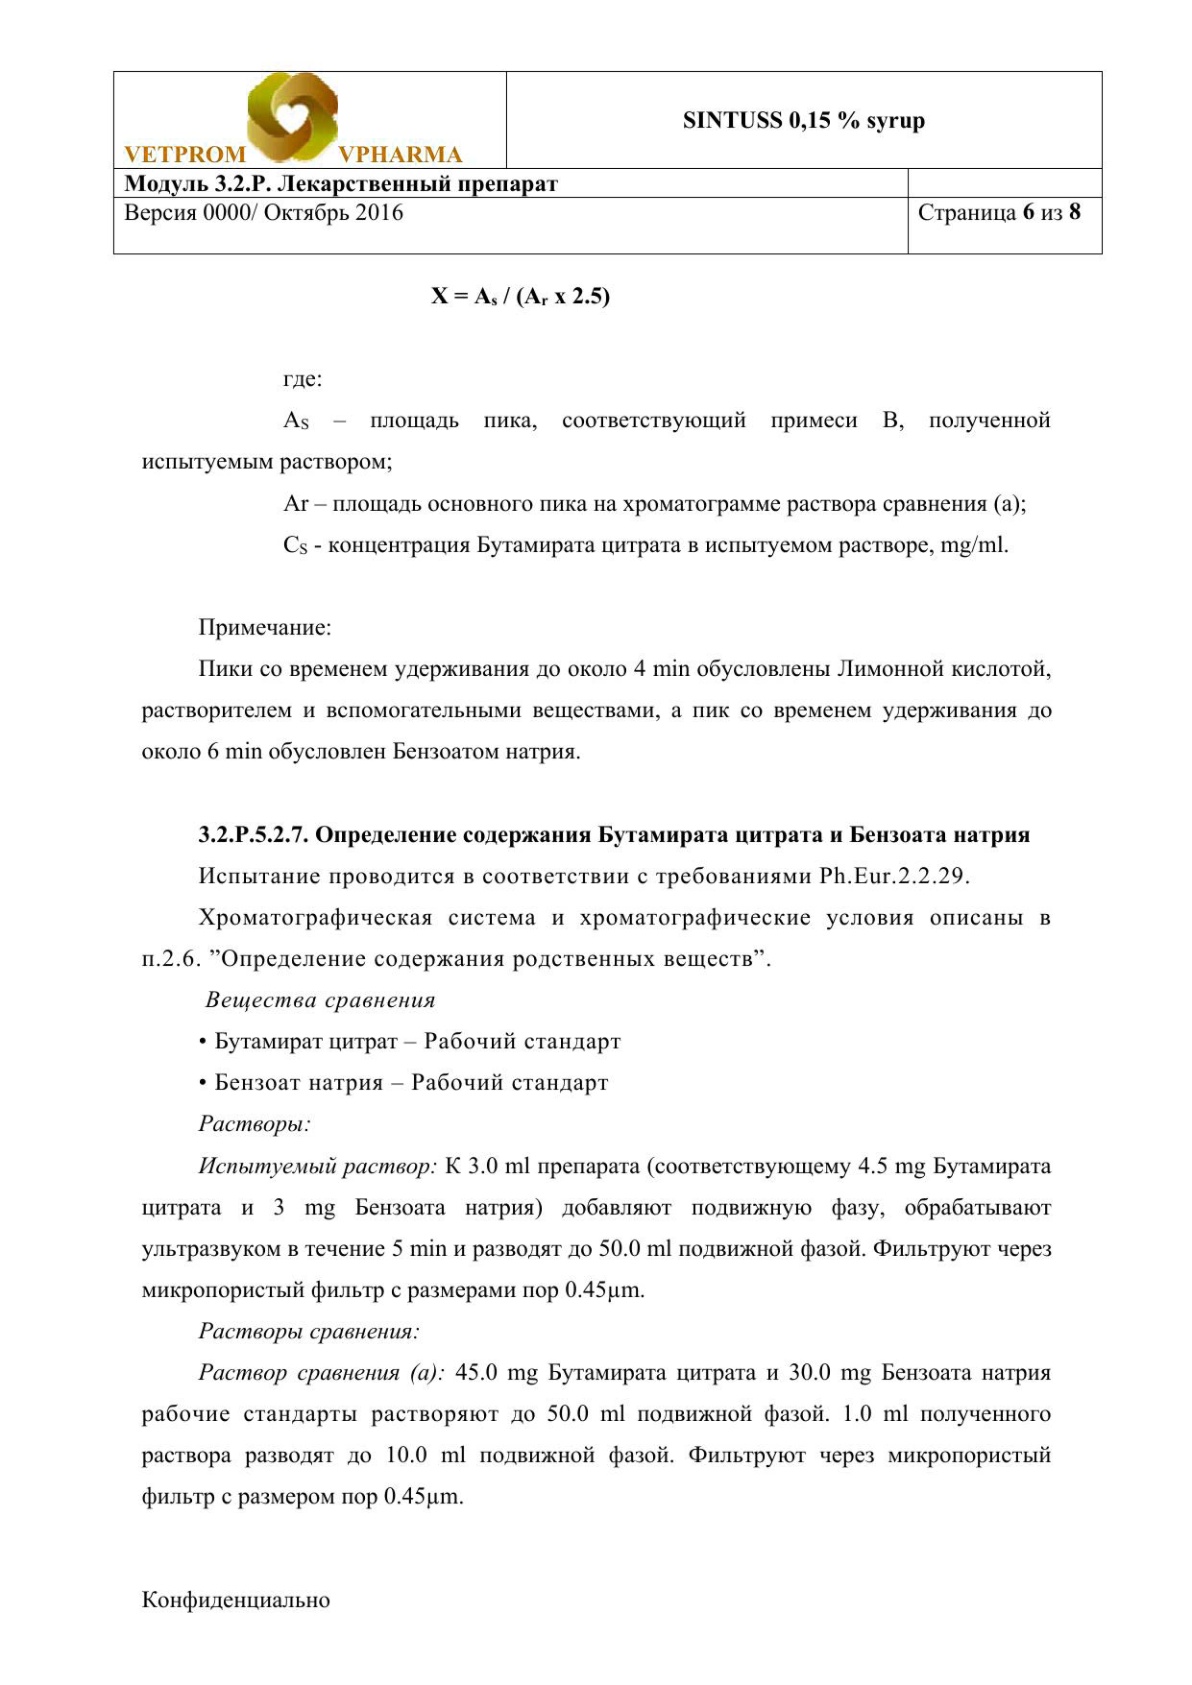 VETPROM VPHARMA
SINTUSS 0,15 % syrup
Модуль 3.2.Р. Лекарственный препарат
Версия 0000/ Октябрь 2016
Страница 6 из 8
X = As / (Ar x 2.5)
где:
AS – площадь пика, соответствующий примеси В, полученной
испытуемым раствором;
Ar – площадь основного пика на хроматограмме раствора сравнения (а);
CS - концентрация Бутамирата цитрата в испытуемом растворе, mg/ml.
Примечание:
Пики со временем удерживания до около 4 min обусловлены Лимонной кислотой,
растворителем и вспомогательными веществами, а пик со временем удерживания до
около 6 min обусловлен Бензоатом натрия.
3.2.Р.5.2.7. Определение содержания Бутамирата цитрата и Бензоата натрия
Испытание проводится в соответствии с требованиями Ph.Eur.2.2.29.
Хроматографическая система и хроматографические условия описаны в
п.2.6. ”Определение содержания родственных веществ”.
Вещества сравнения
• Бутамират цитрат – Рабочий стандарт
• Бензоат натрия – Рабочий стандарт
Растворы:
Испытуемый раствор: К 3.0 ml препарата (соответствующему 4.5 mg Бутамирата
цитрата и 3 mg Бензоата натрия) добавляют подвижную фазу, обрабатывают
ультразвуком в течение 5 min и разводят до 50.0 ml подвижной фазой. Фильтруют через
микропористый фильтр с размерами пор 0.45µm.
Растворы сравнения:
Раствор сравнения (а): 45.0 mg Бутамирата цитрата и 30.0 mg Бензоата натрия
рабочие стандарты растворяют до 50.0 ml подвижной фазой. 1.0 ml полученного
раствора разводят до 10.0 ml подвижной фазой. Фильтруют через микропористый
фильтр с размером пор 0.45µm.
Конфиденциально